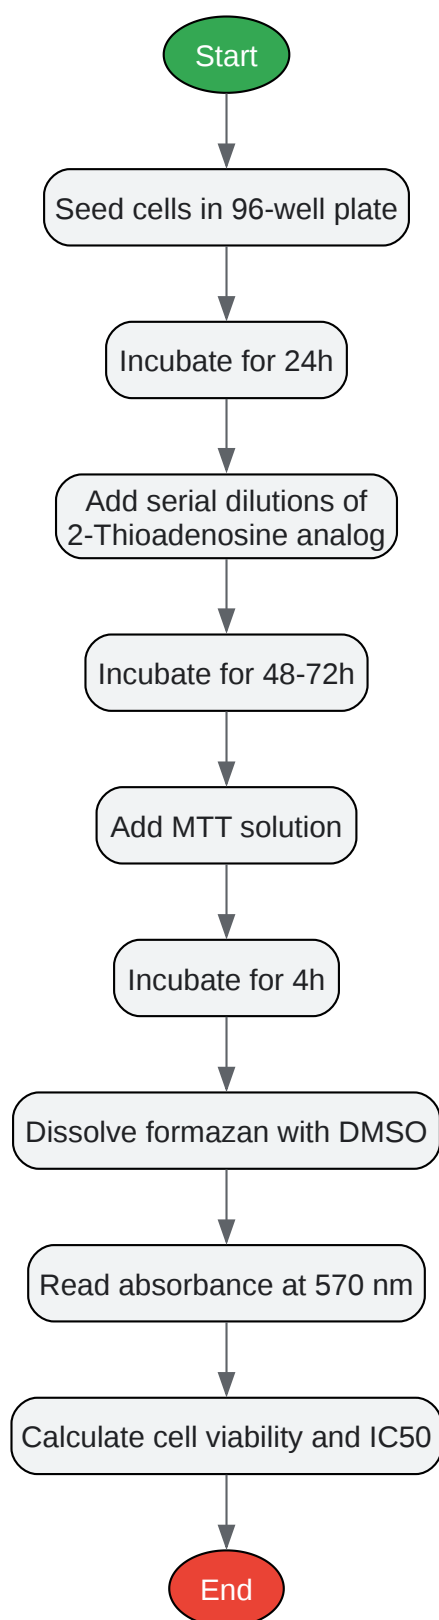 Start
Seed cells in 96-well plate
Incubate for 24h
Add serial dilutions of
2-Thioadenosine analog
Incubate for 48-72h
Add MTT solution
Incubate for 4h
Dissolve formazan with DMSO
Read absorbance at 570 nm
Calculate cell viability and IC50
End